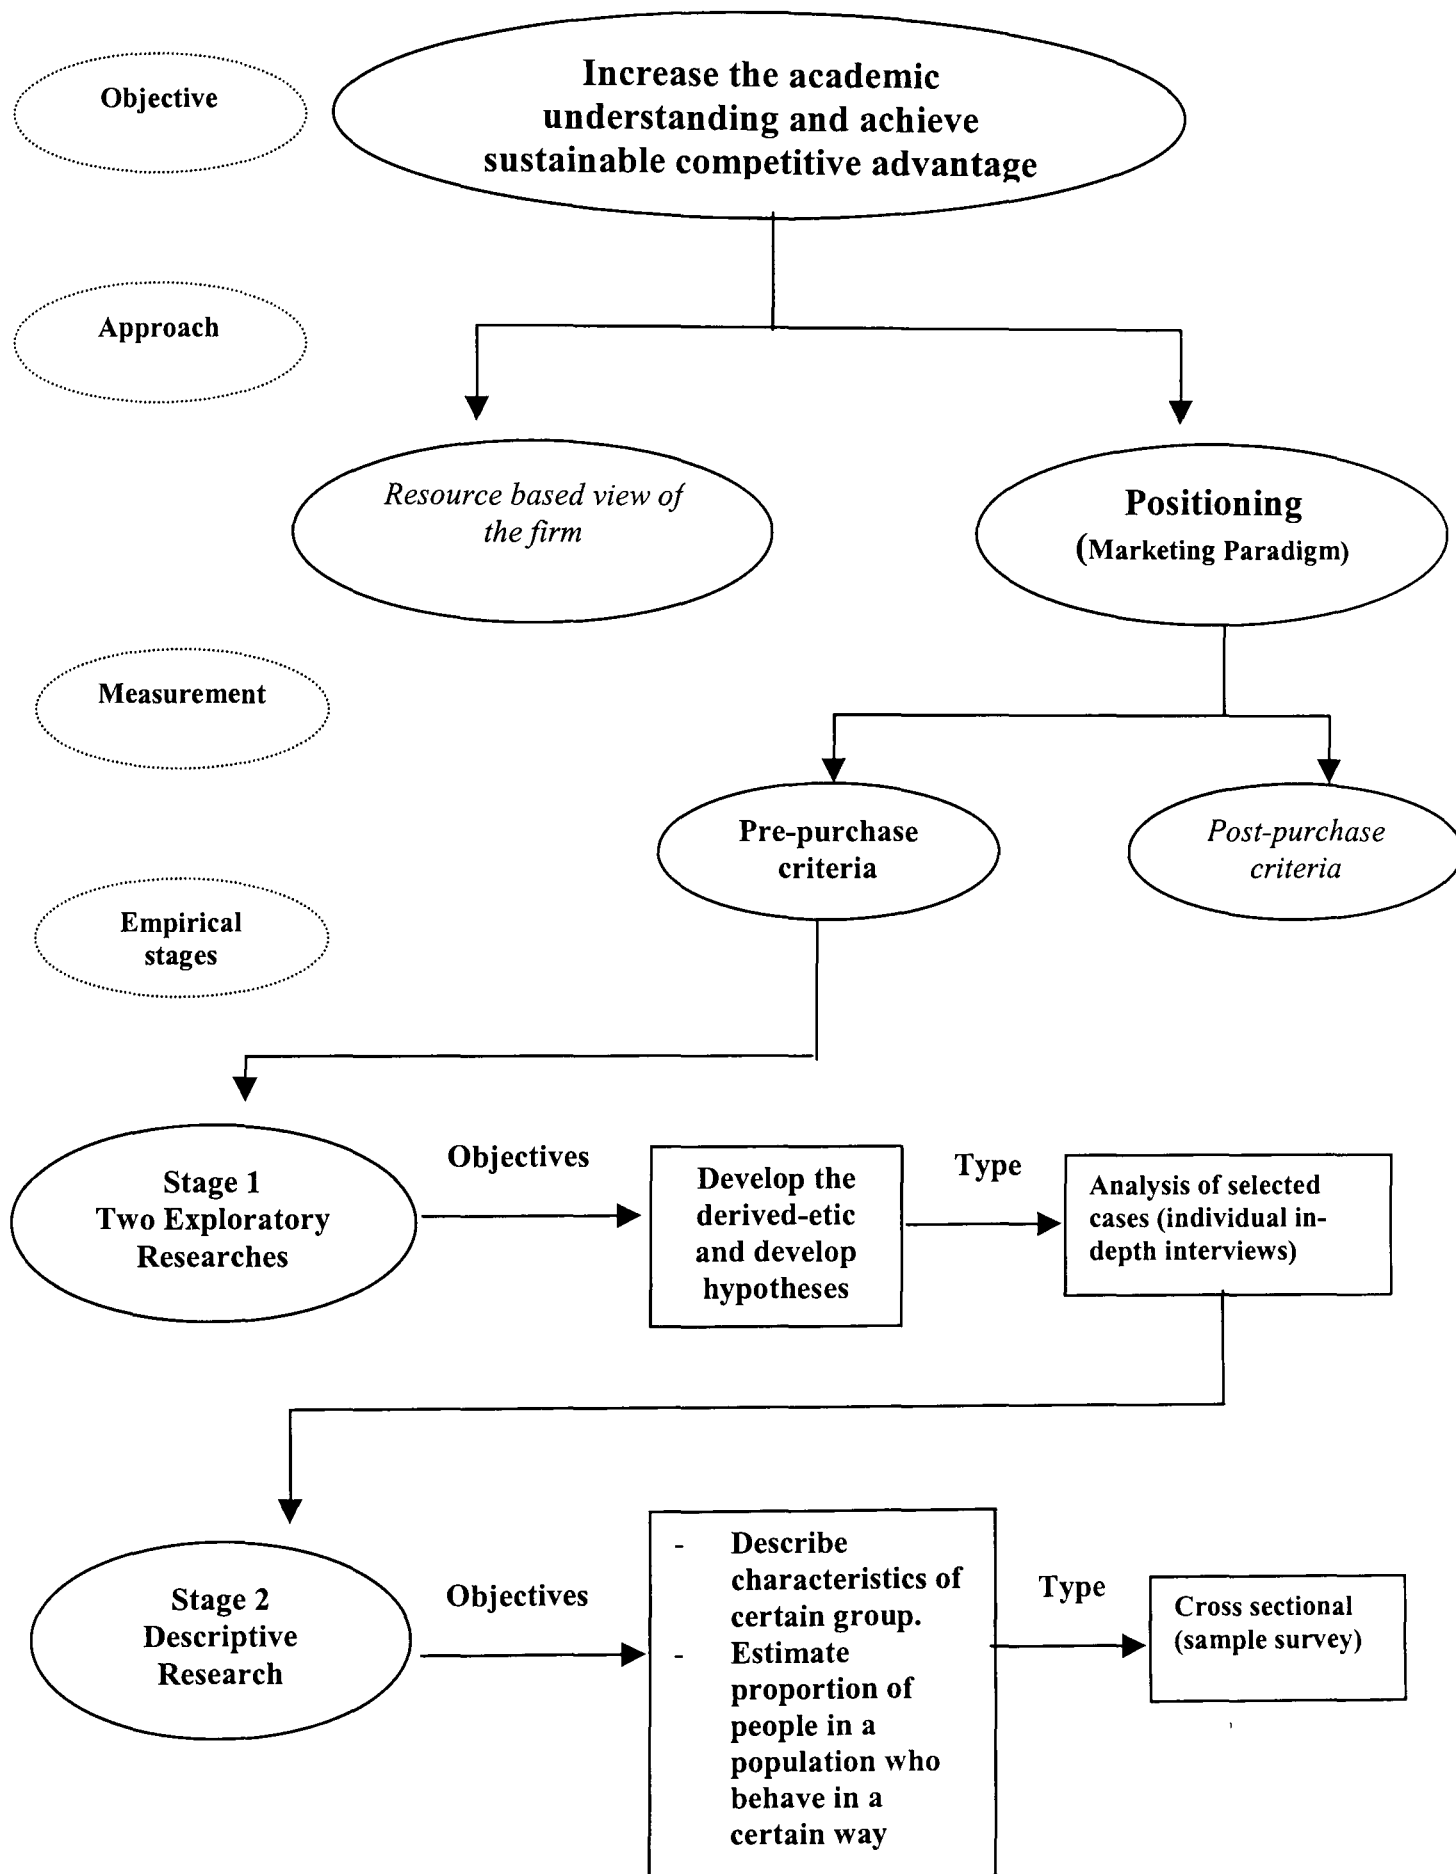 Objective
Increase the academic
understanding and achieve
sustainable competitive advantage
Approach
Resource based view of
the firm
Positioning
(Marketing Paradigm)
Measurement
Pre-purchase
criteria
Post-purchase
criteria
Empirical
stages
Stage 1
Two Exploratory
Researches
Objectives
Develop the
derived-etic
and develop
hypotheses
Type
Analysis of selected
cases (individual in-
depth interviews)
Stage 2
Descriptive
Research
Objectives
- Describe
characteristics of
certain group.
- Estimate
proportion of
people in a
population who
behave in a
certain way
Type
Cross sectional
(sample survey)